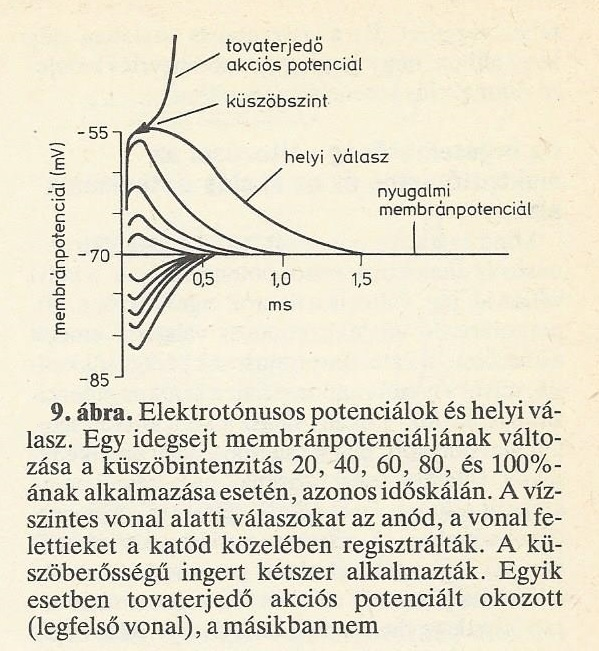 tovaterjedő
akciós potenciál
küszöbszint
-55
helyi válasz
nyugalmi
membránpotenciál
membránpotenciál (mV)
-70
0,5
1,0
1,5
ms
-85
9. ábra. Elektrotónusos potenciálok és helyi vá-
lasz. Egy idegsejt membránpotenciáljának válto-
zása a küszöbintenzitás 20, 40, 60, 80, és 100%-
ának alkalmazása esetén, azonos időskálán. A víz-
szintes vonal alatti válaszokat az anód, a vonal fe-
lettieket a katód közelében regisztrálták. A kü-
szöberősségű ingert kétszer alkalmazták. Egyik
esetben tovaterjedő akciós potenciált okozott
(legfelső vonal), a másikban nem